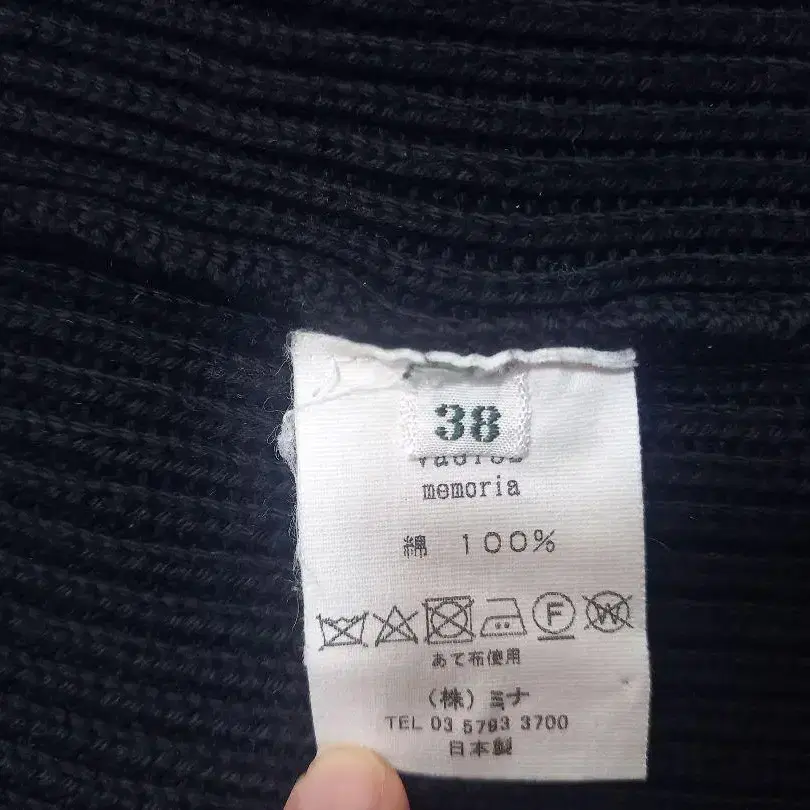 38
memoria
綿 100%
F W
あて布使用
(株) ミナ
TEL 03 5793 3700
日本製